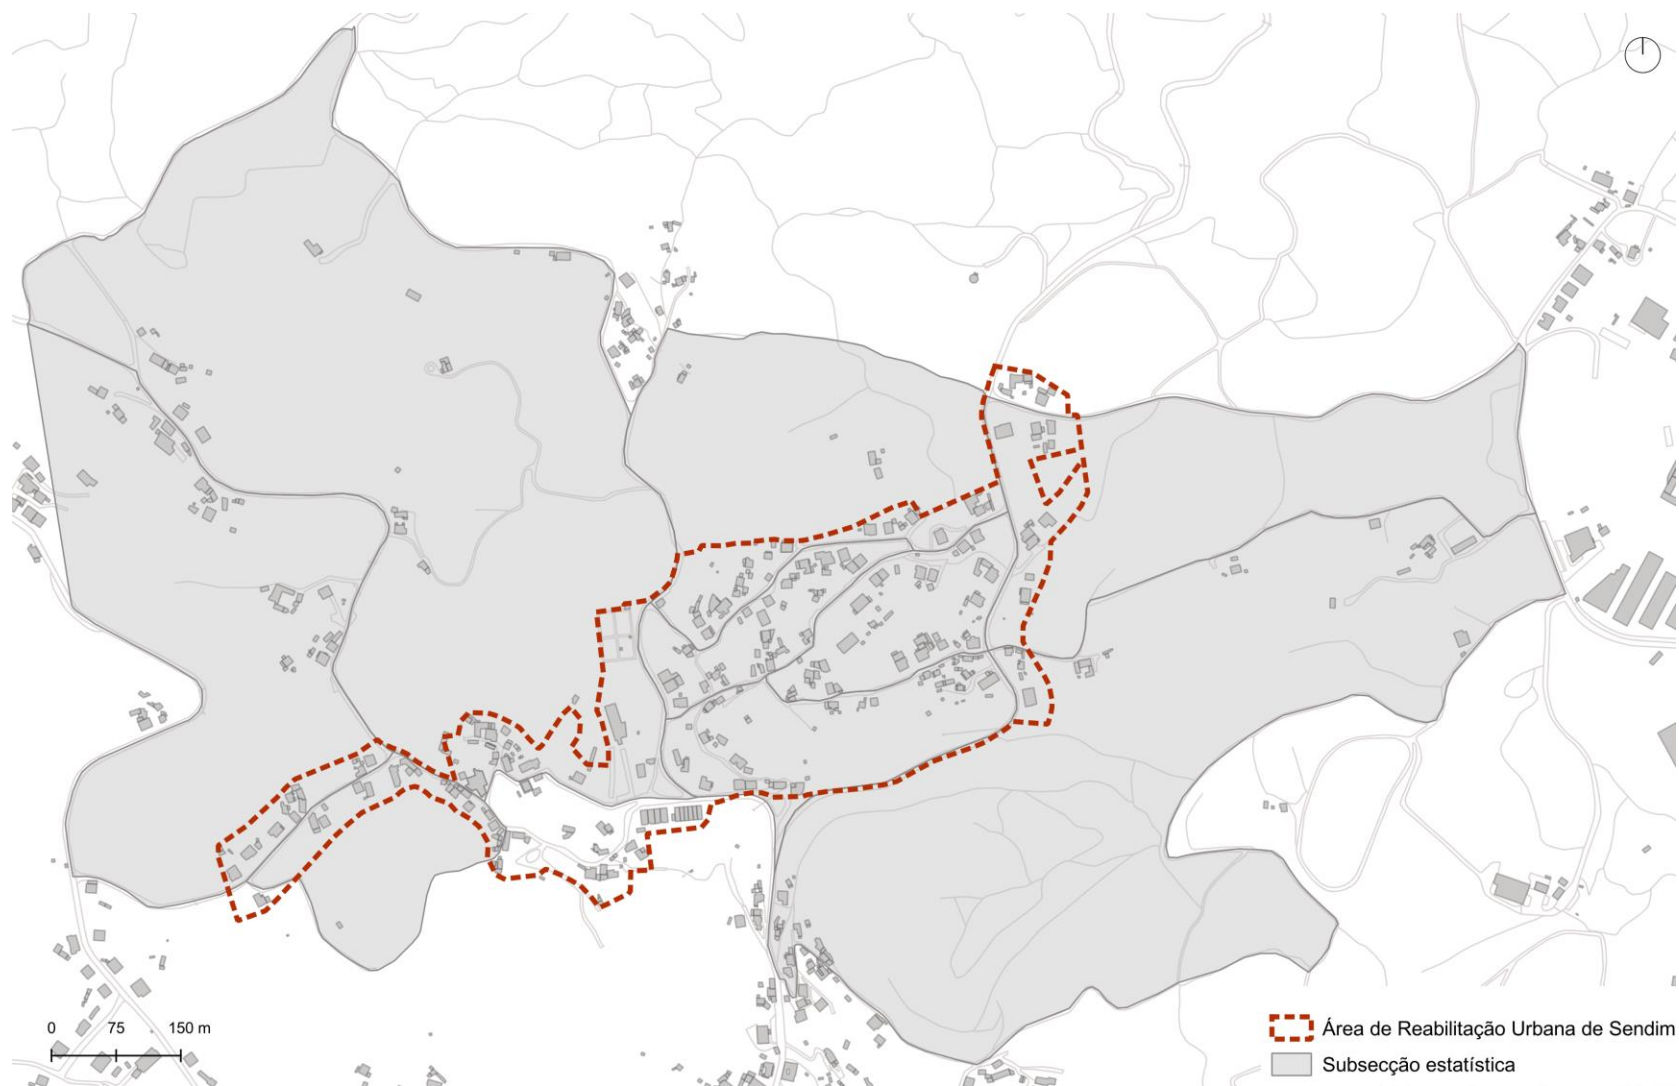 0 75 150 m
Área de Reabilitação Urbana de Sendim
Subsecção estatística